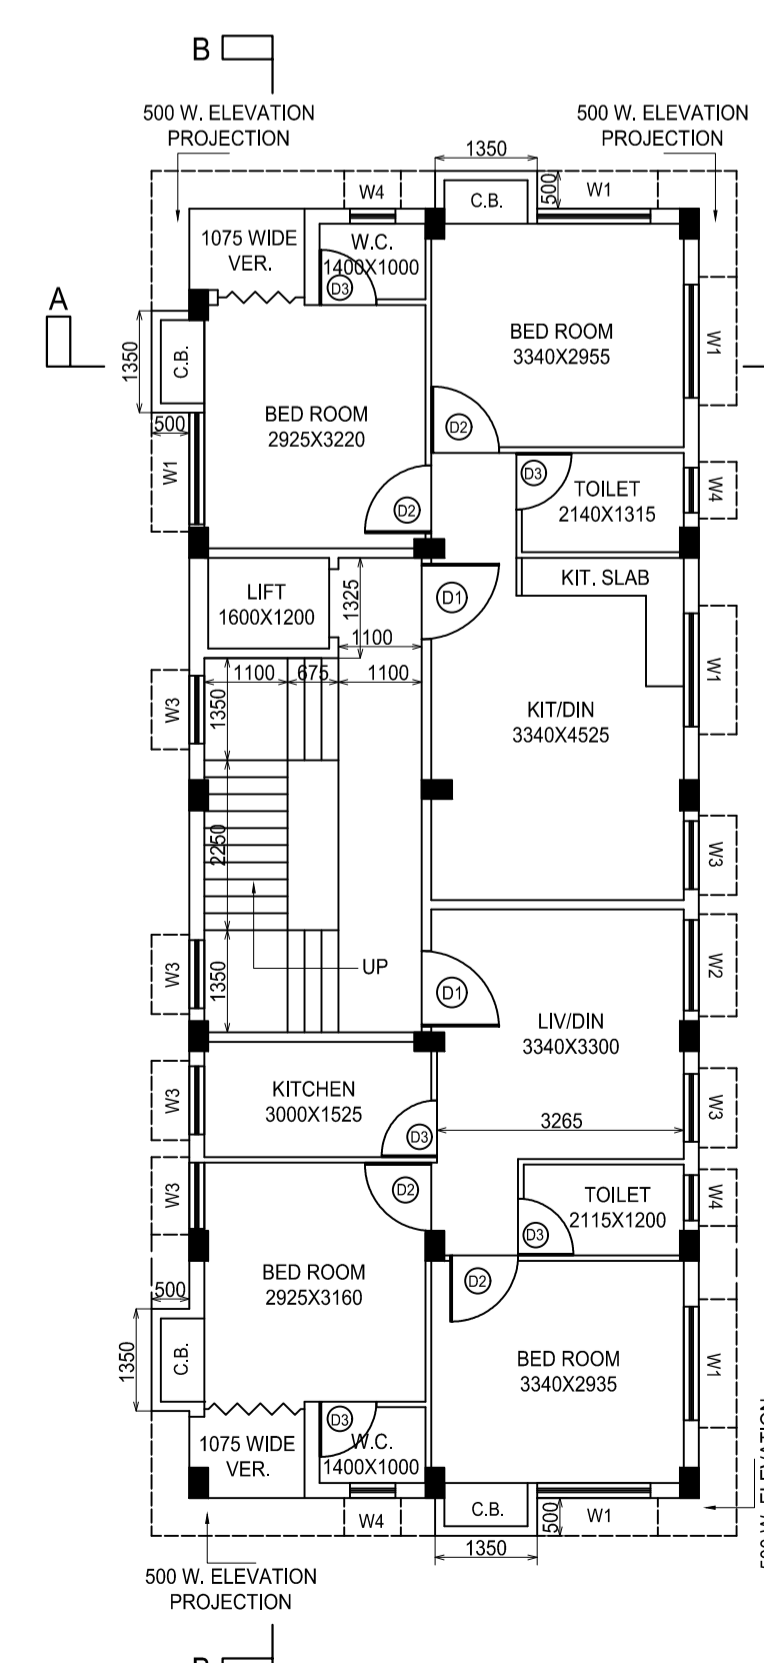 B
500 W. ELEVATION
PROJECTION
500 W. ELEVATION
PROJECTION
1350
W4
C.B.
500
W1
1075 WIDE
VER.
W.C.
1400X1000
D3
A
1350
C.B.
BED ROOM
3340X2955
W1
BED ROOM
2925X3220
D2
500
W1
D2
D3
TOILET
2140X1315
W4
LIFT
1600X1200
1325
D1
KIT. SLAB
1100
1100
675
1100
W1
W3
1350
KIT/DIN
3340X4525
2250
W3
W3
1350
UP
D1
W2
LIV/DIN
3340X3300
W3
KITCHEN
3000X1525
D3
3265
W3
W3
D2
TOILET
2115X1200
W4
D3
BED ROOM
2925X3160
D2
500
1350
C.B.
BED ROOM
3340X2935
W1
D3
1075 WIDE
VER.
W.C.
1400X1000
W4
C.B.
500
W1
1350
500 W. ELEVATION
500 W. ELEVATION
PROJECTION
B